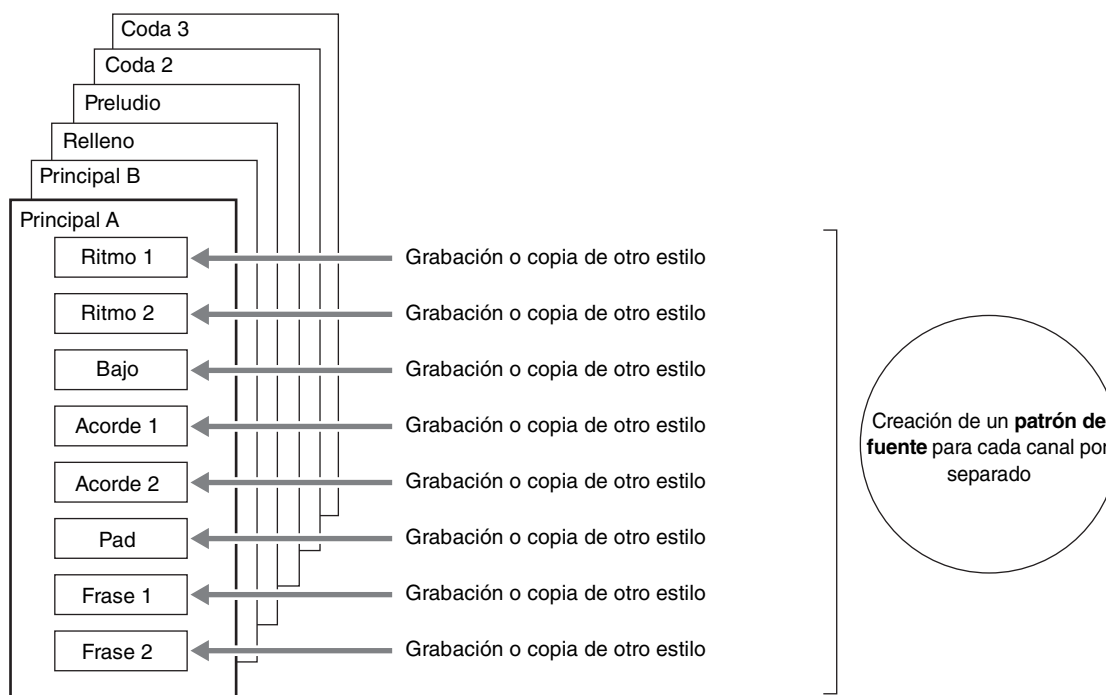 Coda 3
Coda 2
Preludio
Relleno
Principal B
Principal A
Ritmo 1
Grabación o copia de otro estilo
Ritmo 2
Grabación o copia de otro estilo
Bajo
Grabación o copia de otro estilo
Acorde 1
Grabación o copia de otro estilo
Acorde 2
Grabación o copia de otro estilo
Pad
Grabación o copia de otro estilo
Frase 1
Grabación o copia de otro estilo
Frase 2
Grabación o copia de otro estilo
Creación de un patrón de
fuente para cada canal por
separado